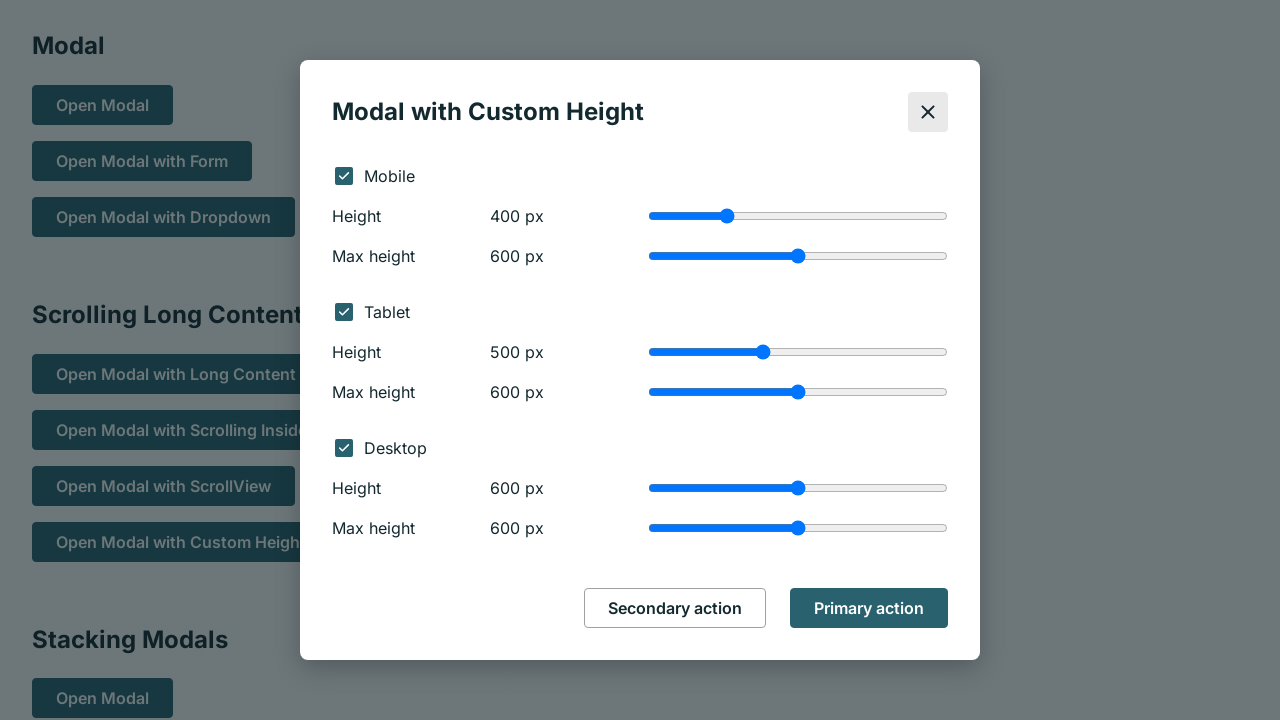 Modal
Open Modal
Open Modal with Form
Open Modal with Dropdown
Scrolling Long Content
Open Modal with Long Content
Open Modal with Scrolling Inside
Open Modal with ScrollView
Open Modal with Custom Heigh
Stacking Modals
Open Modal
Modal with Custom Height
Mobile
Height 400 px
Max height 600 px
Tablet
Height 500 px
Max height 600 px
Desktop
Height 600 px
Max height 600 px
Secondary action Primary action